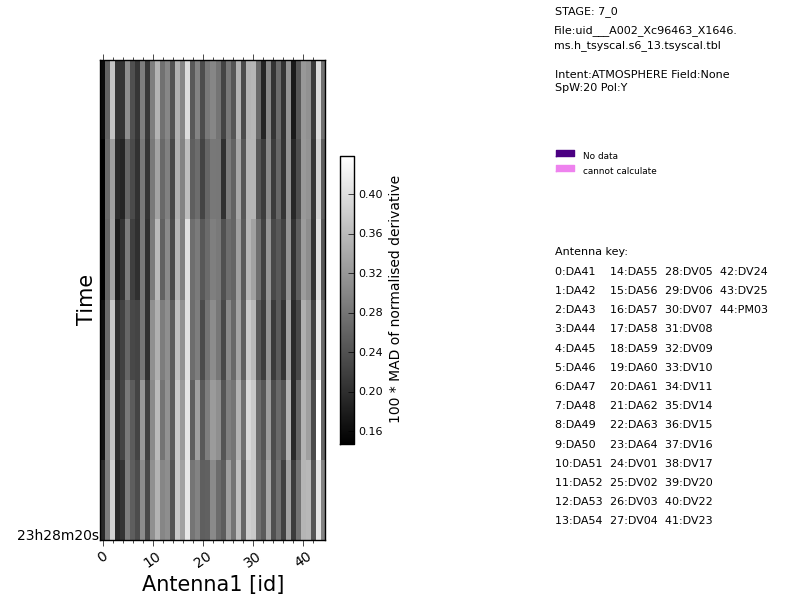 STAGE: 7_0
File:uid___A002_Xc96463_X1646.
ms.h_tsyscal.s6_13.tsyscal.tbl
Intent:ATMOSPHERE Field:None
SpW:20 Pol:Y
No data
cannot calculate
Antenna key:
0:DA41 14:DA55 28:DV05 42:DV24
1:DA42 15:DA56 29:DV06 43:DV25
2:DA43 16:DA57 30:DV07 44:PM03
3:DA44 17:DA58 31:DV08
4:DA45 18:DA59 32:DV09
5:DA46 19:DA60 33:DV10
6:DA47 20:DA61 34:DV11
7:DA48 21:DA62 35:DV14
8:DA49 22:DA63 36:DV15
9:DA50 23:DA64 37:DV16
10:DA51 24:DV01 38:DV17
11:DA52 25:DV02 39:DV20
12:DA53 26:DV03 40:DV22
13:DA54 27:DV04 41:DV23
Time
23h28m20s
0 10 20 30 40
Antenna1 [id]
0.40
0.36
0.32
0.28
0.24
0.20
0.16
100 * MAD of normalised derivative